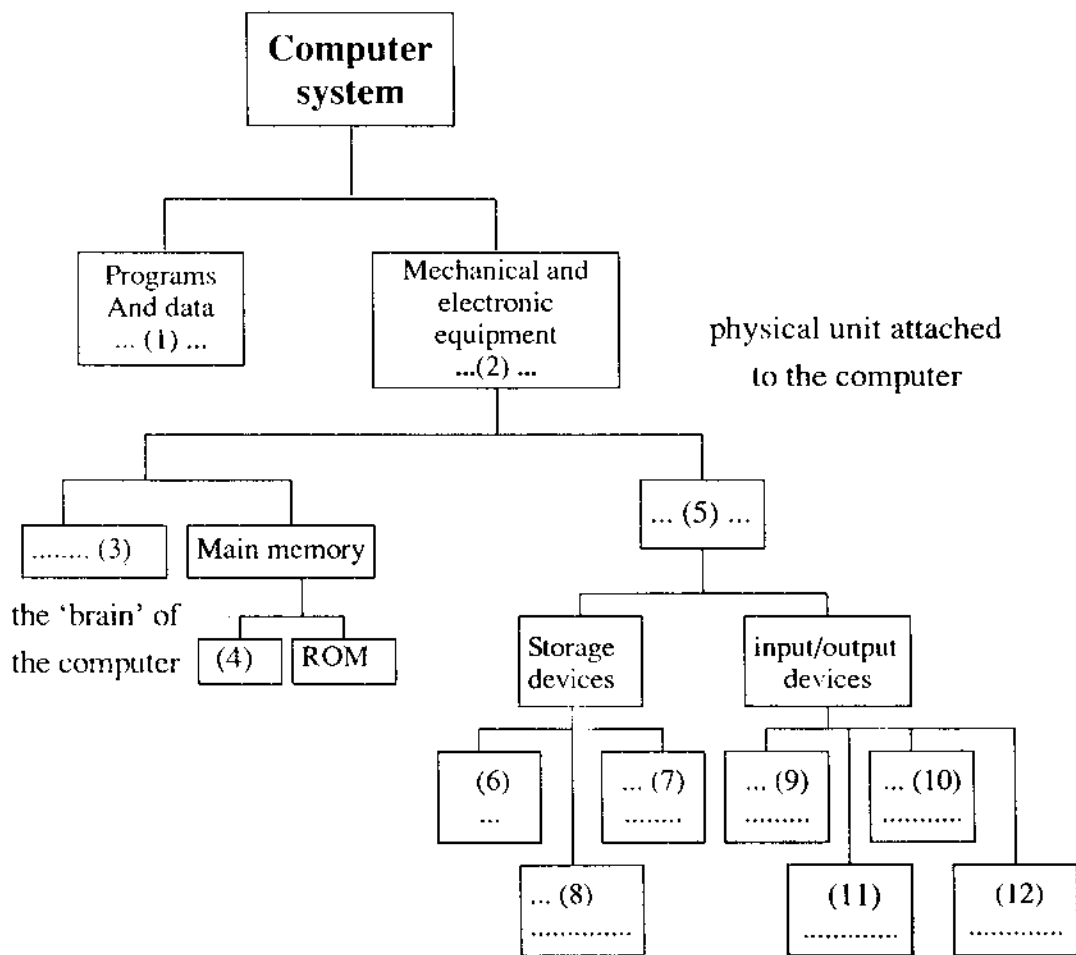 Computer
system
Programs
And data
... (1) ...
Mechanical and
electronic
equipment
...(2) ...
physical unit attached
to the computer
........ (3)
Main memory
... (5) ...
the ‘brain’ of
the computer
(4)
ROM
Storage
devices
input/output
devices
(6)
...
... (7)
.......
... (9)
.........
... (10)
..........
... (8)
.............
(11)
............
(12)
............